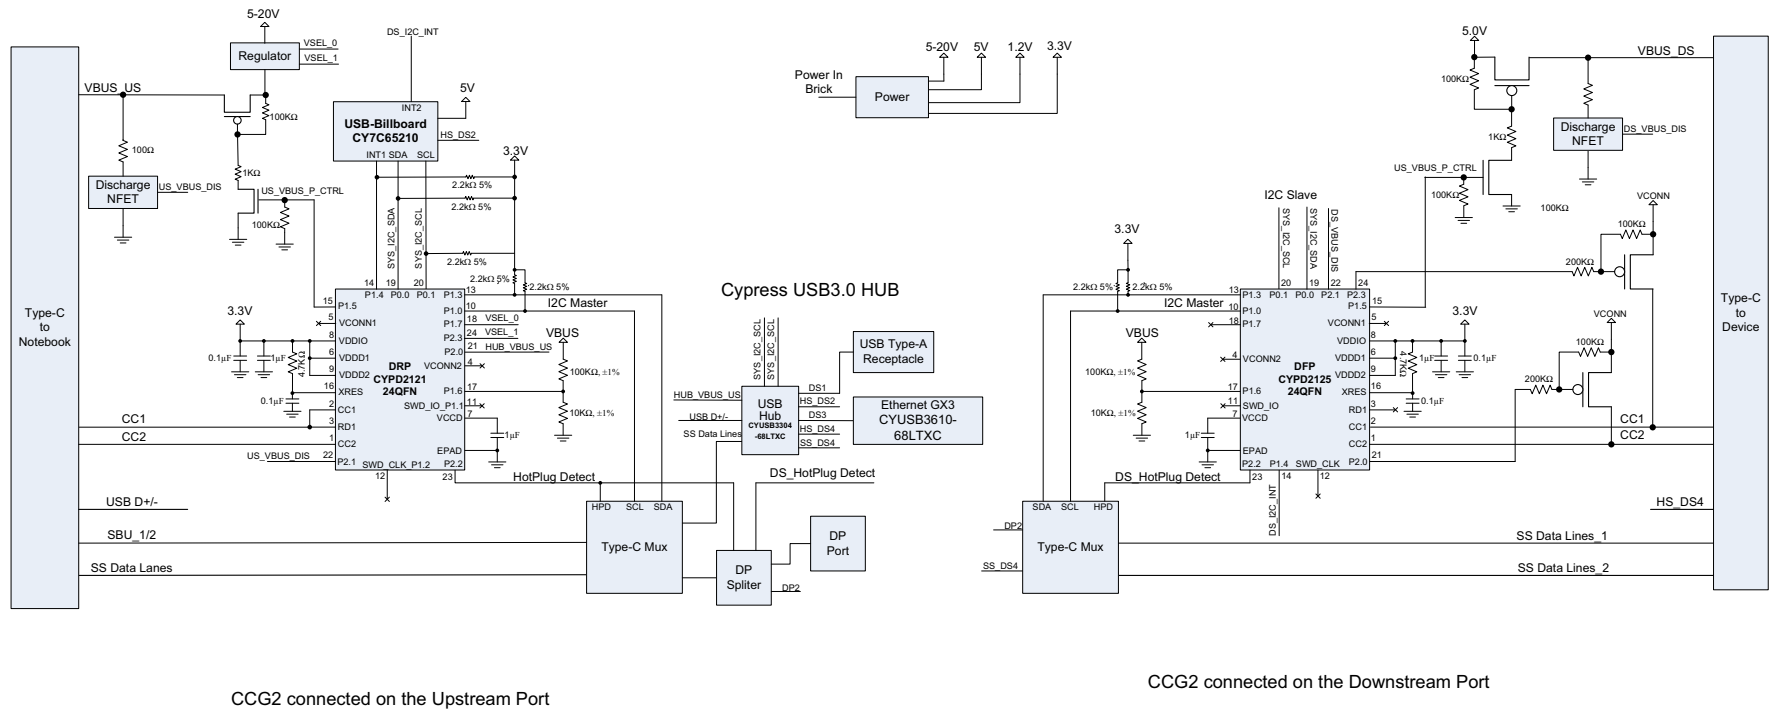 5-20V
Regulator
VSEL_0
VSEL_1
VBUS_US
100KΩ
100Ω
1KΩ
Discharge
NFET
US_VBUS_DIS
US_VBUS_P_CTRL
100KΩ
DS_I2C_INT
INT2
USB-Billboard
CY7C65210
INT1 SDA SCL
5V
HS_DS2
3.3V
2.2kΩ 5%
2.2kΩ 5%
2.2kΩ 5%
2.2kΩ 5%
2.2kΩ 5%
SYS_I2C_SDA
SYS_I2C_SCL
14 19 20
P1.4 P0.0 P0.1 P1.3
13
15
P1.5
P1.0
10
I2C Master
5
VCONN1
P1.7
18
VSEL_0
8
VDDIO
P2.3
24
VSEL_1
6
VDDD1
P2.0
21
HUB_VBUS_US
9
VDDD2
VCONN2
4
DRP
CYPD2121
24QFN
16
XRES
P1.6
17
2
CC1
SWD_IO_P1.1
11
3
RD1
VCCD
7
1
CC2
EPAD
22
P2.1
SWD_CLK_P1.2
P2.2
12
23
3.3V
0.1µF
1µF
4.7KΩ
0.1µF
VBUS
100KΩ, ±1%
10KΩ, ±1%
1µF
Type-C
to
Notebook
CC1
CC2
US_VBUS_DIS
USB D+/-
SBU_1/2
SS Data Lanes
HotPlug Detect
HPD SCL SDA
Type-C Mux
DP
Spliter
DP2
DP
Port
DS_HotPlug Detect
Power In
Brick
Power
5-20V
5V
1.2V
3.3V
Cypress USB3.0 HUB
SYS_I2C_SCL
SYS_I2C_SCL
HUB_VBUS_US
USB D+/-
SS Data Lines
USB
Hub
CYUSB3304
-68LTXC
DS1
HS_DS2
DS3
HS_DS4
SS_DS4
USB Type-A
Receptacle
Ethernet GX3
CYUSB3610-
68LTXC
5.0V
100KΩ
1KΩ
VBUS_DS
Discharge
NFET
DS_VBUS_DIS
US_VBUS_P_CTRL
100KΩ
100KΩ
I2C Slave
SYS_I2C_SCL
SYS_I2C_SDA
DS_VBUS_DIS
20 19 22 24
3.3V
2.2kΩ 5%
2.2kΩ 5%
I2C Master
13
P1.3 P0.1 P0.0 P2.1 P2.3
10
P1.0
P1.5
15
18
P1.7
VCONN1
5
VDDIO
8
4
VCONN2
VDDD1
6
VDDD2
9
DFP
CYPD2125
24QFN
17
P1.6
XRES
16
11
SWD_IO
RD1
3
7
VCCD
CC1
2
CC2
1
EPAD
P2.0
21
P2.2 P1.4 SWD_CLK
23 14 12
VBUS
100KΩ, ±1%
10KΩ, ±1%
1µF
3.3V
4.7KΩ
1µF
0.1µF
0.1µF
VCONN
100KΩ
200KΩ
VCONN
100KΩ
200KΩ
CC1
CC2
DS_HotPlug Detect
DS_I2C_INT
SDA SCL HPD
Type-C Mux
DP2
SS_DS4
HS_DS4
SS Data Lines_1
SS Data Lines_2
Type-C
to
Device
CCG2 connected on the Upstream Port
CCG2 connected on the Downstream Port